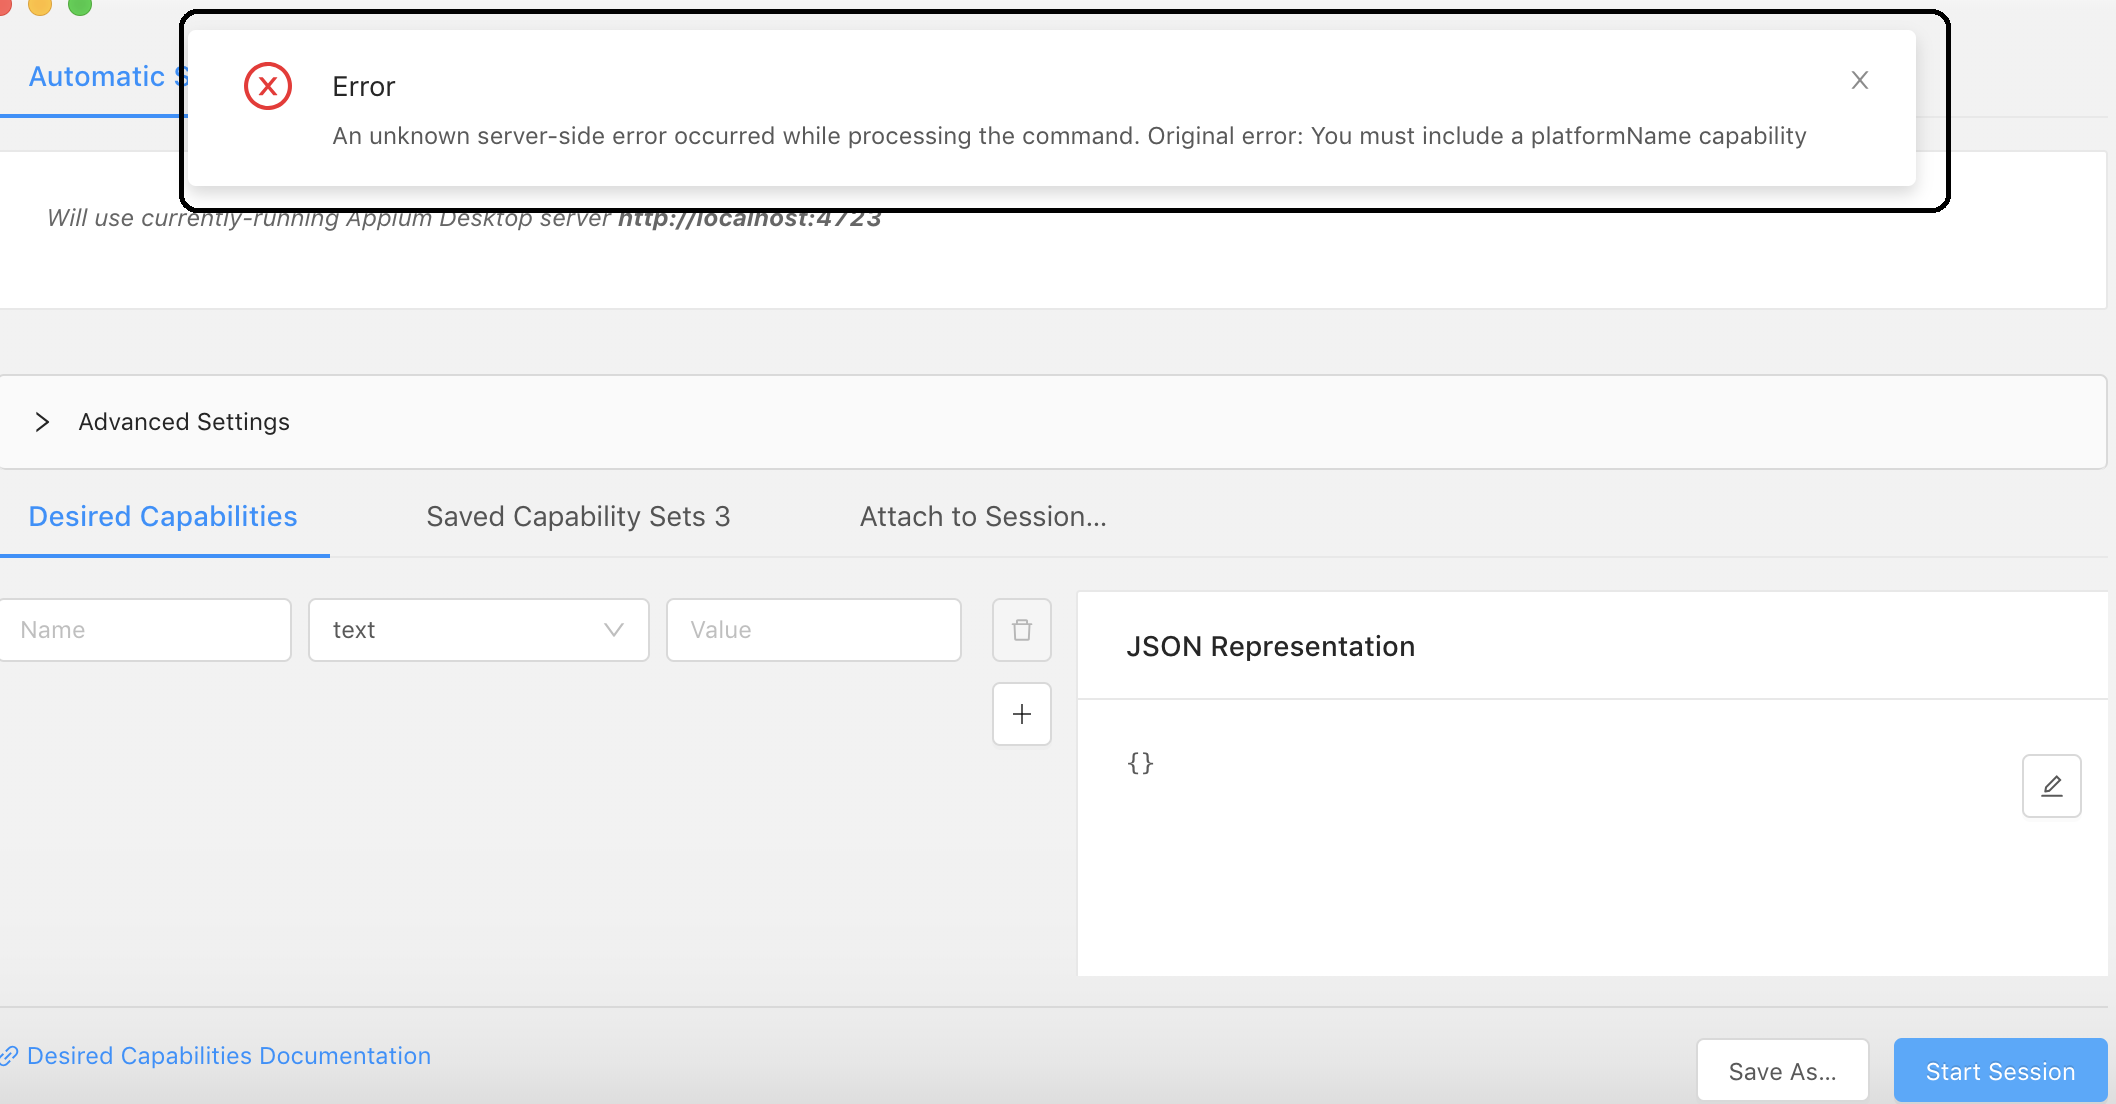 Automatic
Error
X
An unknown server-side error occurred while processing the command. Original error: You must include a platformName capability
Will use currently-running Appium Desktop server http://localhost:4723
Advanced Settings
Desired Capabilities
Saved Capability Sets 3
Attach to Session...
Name
text
Value
JSON Representation
{}
Desired Capabilities Documentation
Save As...
Start Session